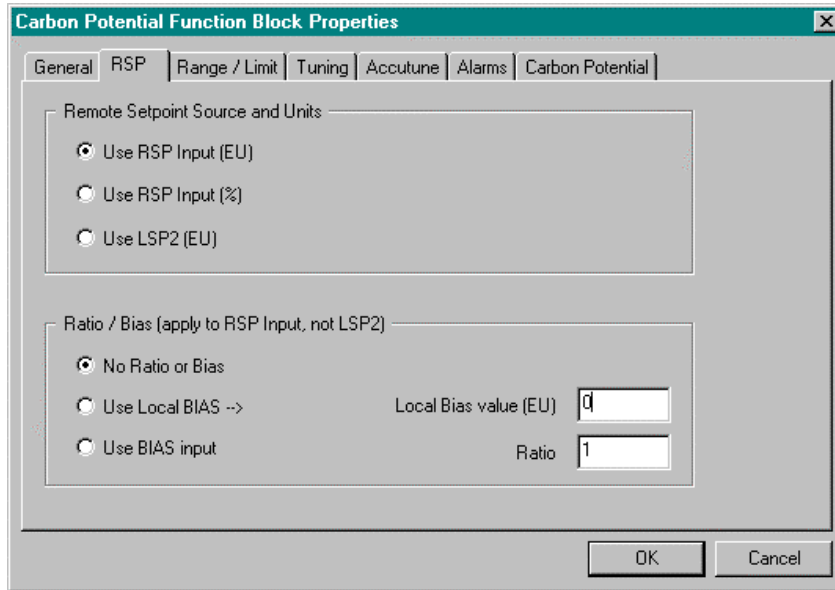 Carbon Potential Function Block Properties
General RSP Range / Limit Tuning Accutune Alarms Carbon Potential
Remote Setpoint Source and Units
Use RSP Input (EU)
Use RSP Input (%)
Use LSP2 (EU)
Ratio / Bias (apply to RSP Input, not LSP2)
No Ratio or Bias
Use Local BIAS --> Local Bias value (EU) 0
Use BIAS input Ratio 1
OK Cancel